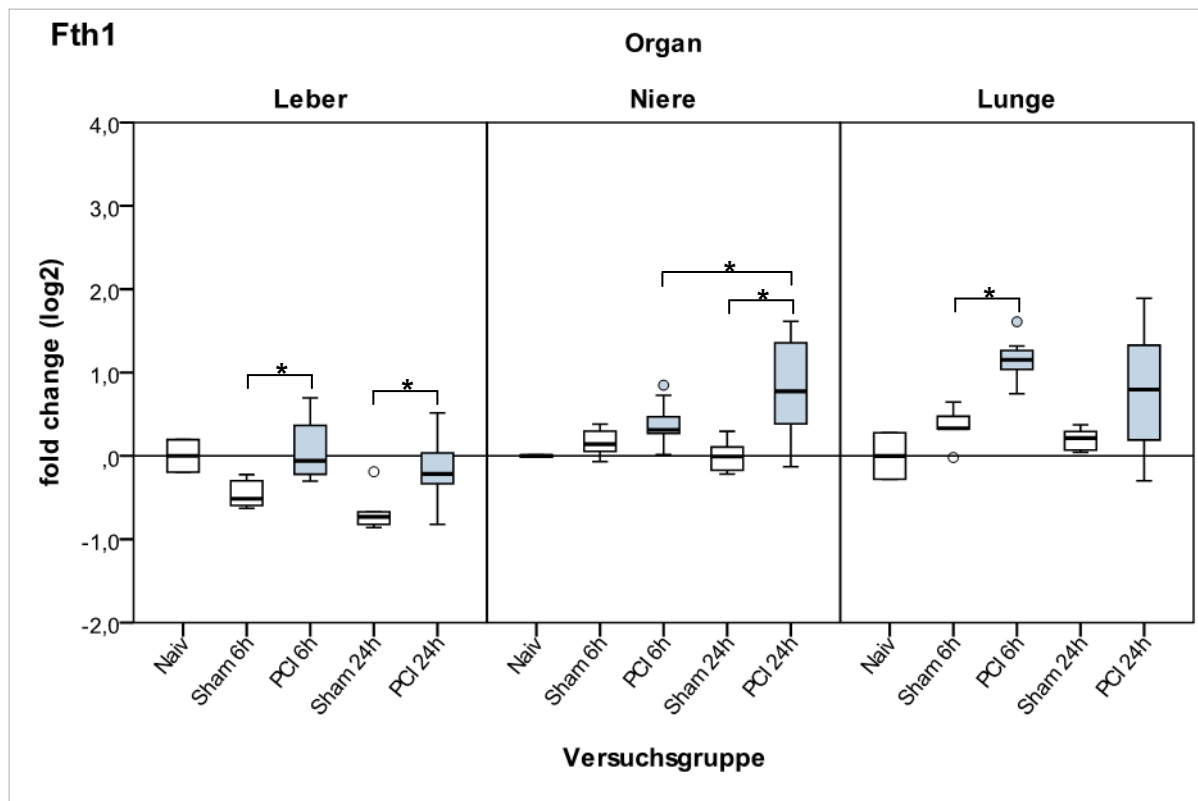 Fth1
Organ
Leber Niere Lunge
fold change (log2)
4,0
3,0
2,0
1,0
,0
-1,0
-2,0
* * * * *
Naiv Sham 6h PCI 6h Sham 24h PCI 24h Naiv Sham 6h PCI 6h Sham 24h PCI 24h Naiv Sham 6h PCI 6h Sham 24h PCI 24h
Versuchsgruppe